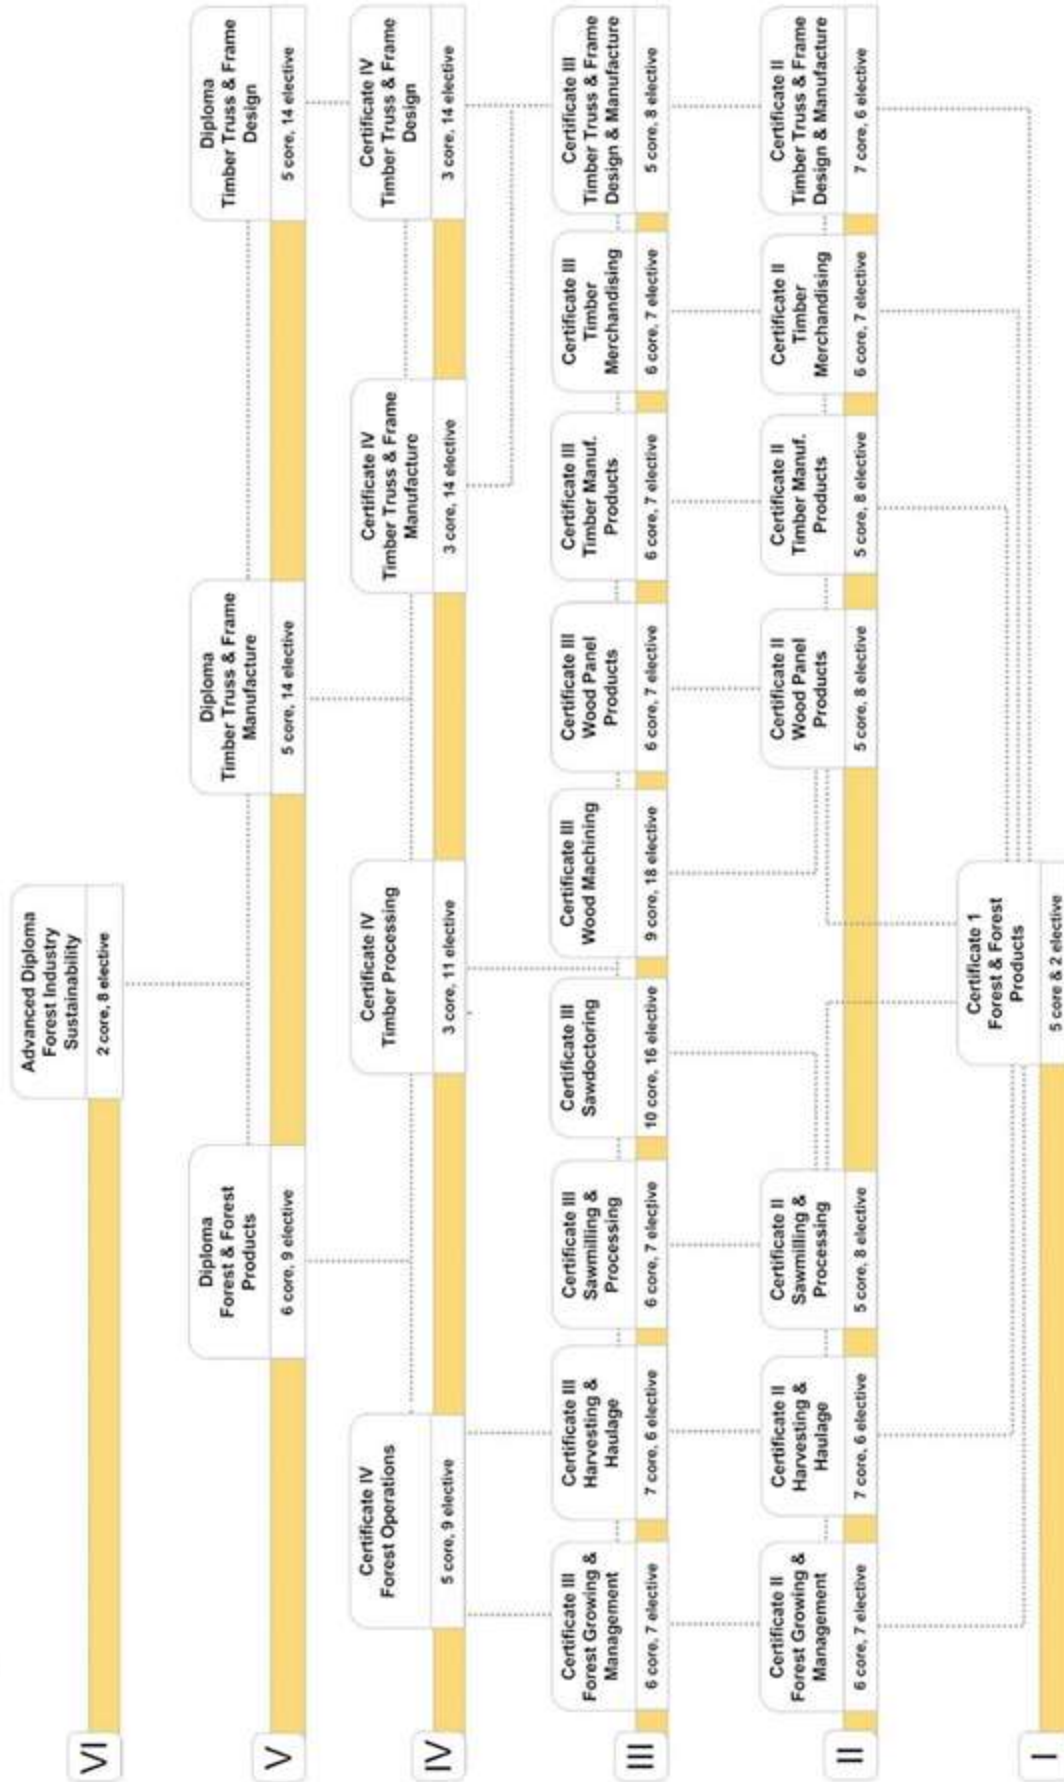 VI
Advanced Diploma
Forest Industry
Sustainability
2 core, 8 elective
V
Diploma
Forest & Forest
Products
6 core, 9 elective
Diploma
Timber Truss & Frame
Manufacture
5 core, 14 elective
Diploma
Timber Truss & Frame
Design
5 core, 14 elective
IV
Certificate IV
Forest Operations
5 core, 9 elective
Certificate IV
Timber Processing
3 core, 11 elective
Certificate IV
Timber Truss & Frame
Manufacture
3 core, 14 elective
Certificate IV
Timber Truss & Frame
Design
3 core, 14 elective
III
Certificate III
Forest Growing &
Management
6 core, 7 elective
Certificate III
Harvesting &
Haulage
7 core, 6 elective
Certificate III
Sawmilling &
Processing
6 core, 7 elective
Certificate III
Sawdoctoring
10 core, 16 elective
Certificate III
Wood Machining
9 core, 18 elective
Certificate III
Wood Panel
Products
6 core, 7 elective
Certificate III
Timber Manuf.
Products
6 core, 7 elective
Certificate III
Timber
Merchandising
6 core, 7 elective
Certificate III
Timber Truss & Frame
Design & Manufacture
5 core, 8 elective
II
Certificate II
Forest Growing &
Management
6 core, 7 elective
Certificate II
Harvesting &
Haulage
7 core, 6 elective
Certificate II
Sawmilling &
Processing
5 core, 8 elective
Certificate II
Wood Panel
Products
5 core, 8 elective
Certificate II
Timber Manuf.
Products
5 core, 8 elective
Certificate II
Timber
Merchandising
6 core, 7 elective
Certificate II
Timber Truss & Frame
Design & Manufacture
7 core, 6 elective
I
Certificate 1
Forest & Forest
Products
5 core & 2 elective